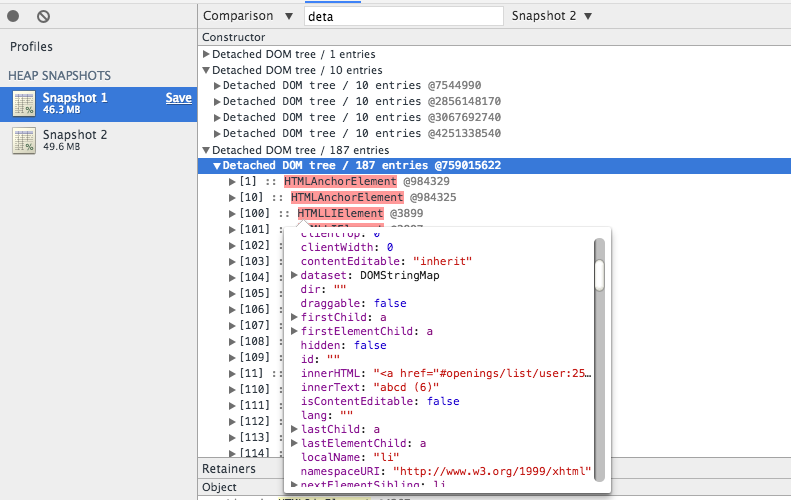 Comparison ▼ deta Snapshot 2 ▼
Profiles
HEAP SNAPSHOTS
Snapshot 1 Save
46.3 MB
Snapshot 2
49.6 MB
Constructor
▶Detached DOM tree / 1 entries
▼Detached DOM tree / 10 entries
▶Detached DOM tree / 10 entries @7544990
▶Detached DOM tree / 10 entries @2856148170
▶Detached DOM tree / 10 entries @3067692740
▶Detached DOM tree / 10 entries @4251338540
▼Detached DOM tree / 187 entries
▼Detached DOM tree / 187 entries @759015622
▶[1] :: HTMLAnchorElement @984329
▶[10] :: HTMLAnchorElement @984325
▶[100] :: HTMLLIElement @3899
▶[101]
▶[102]
▶[103]
▶[104]
▶[105]
▶[106]
▶[107]
▶[108]
▶[109]
▶[11] :
▶[110]
▶[111]
▶[112]
▶[113]
▶[114]
clientTop: 0
clientWidth: 0
contentEditable: "inherit"
▶dataset: DOMStringMap
dir: ""
draggable: false
▶firstChild: a
▶firstElementChild: a
hidden: false
id: ""
innerHTML: "<a href="#openings/list/user:25…
innerText: "abcd (6)"
isContentEditable: false
lang: ""
▶lastChild: a
▶lastElementChild: a
localName: "li"
namespaceURI: "http://www.w3.org/1999/xhtml"
▶nextElementSibling: li
Retainers
Object